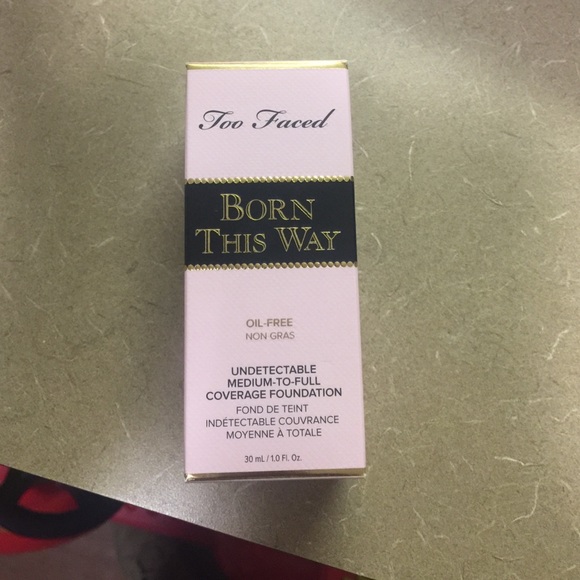 Too Faced
BORN
THIS WAY
OIL-FREE
NON GRAS
UNDETECTABLE
MEDIUM-TO-FULL
COVERAGE FOUNDATION
FOND DE TEINT
INDÉTECTABLE COUVRANCE
MOYENNE À TOTALE
30 mL / 1.0 Fl. Oz.